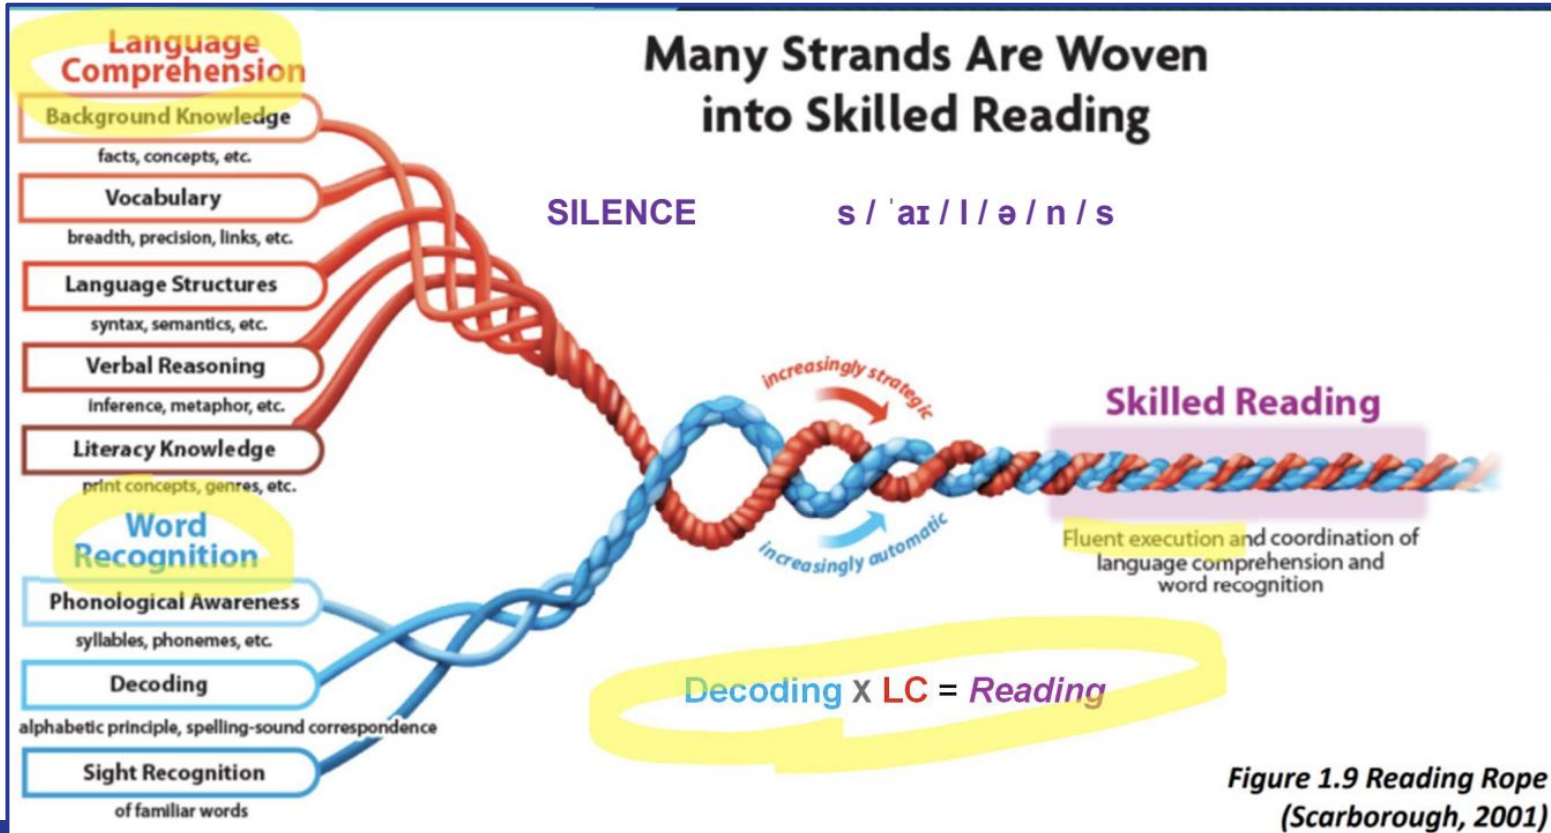 Many Strands Are Woven
into Skilled Reading
Language
Comprehension
Background Knowledge
facts, concepts, etc.
Vocabulary
breadth, precision, links, etc.
Language Structures
syntax, semantics, etc.
Verbal Reasoning
inference, metaphor, etc.
Literacy Knowledge
print concepts, genres, etc.
Word
Recognition
Phonological Awareness
syllables, phonemes, etc.
Decoding
alphabetic principle, spelling-sound correspondence
Sight Recognition
of familiar words
SILENCE s / ˈaɪ / l / ə / n / s
increasingly strategic
increasingly automatic
Skilled Reading
Fluent execution and coordination of
language comprehension and
word recognition
Decoding X LC = Reading
Figure 1.9 Reading Rope
(Scarborough, 2001)